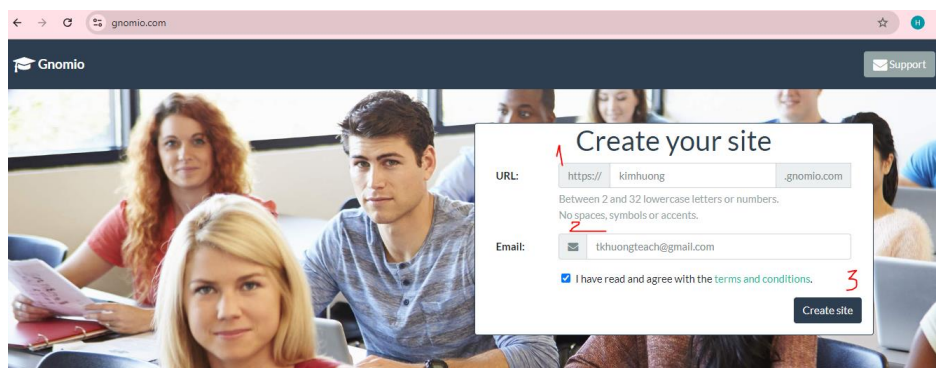 gnomio.com
H
Gnomio
Support
Create your site
1
URL:
https://
kimhuong
.gnomio.com
Between 2 and 32 lowercase letters or numbers.
No spaces, symbols or accents.
2
Email:
tkhuongteach@gmail.com
I have read and agree with the terms and conditions.
3
Create site